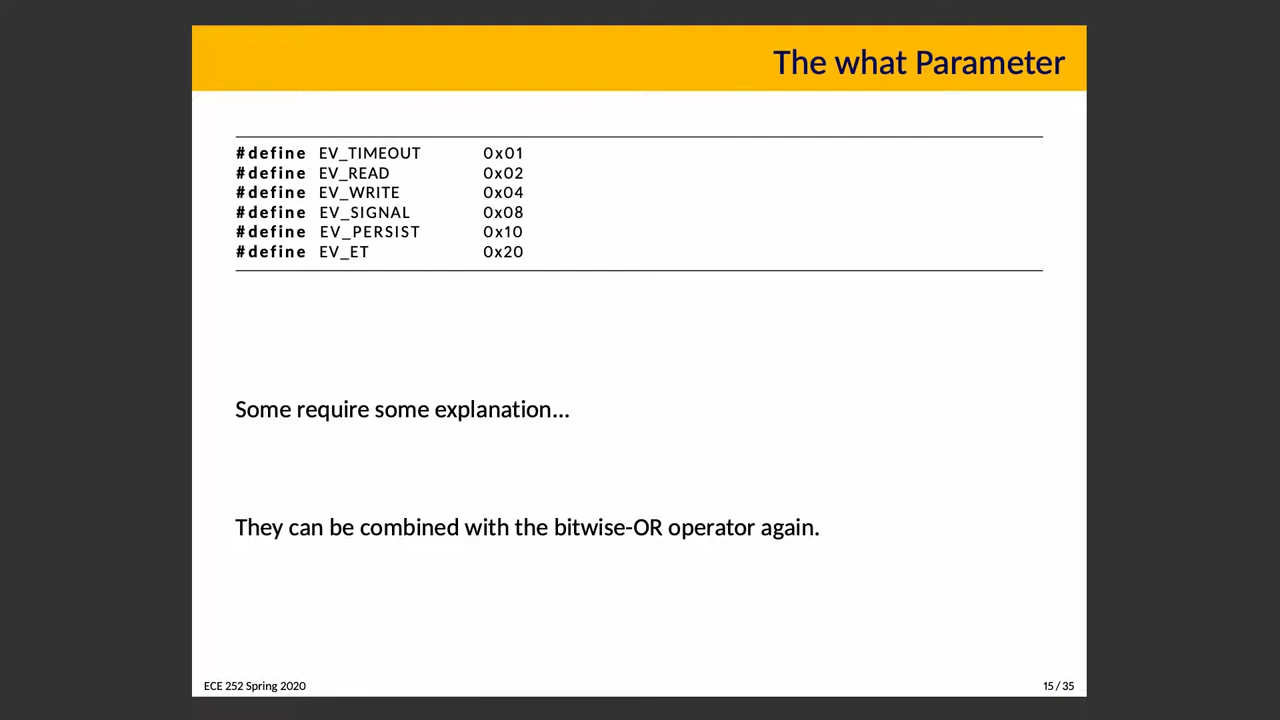 The what Parameter
#define EV_TIMEOUT 0x01
#define EV_READ 0x02
#define EV_WRITE 0x04
#define EV_SIGNAL 0x08
#define EV_PERSIST 0x10
#define EV_ET 0x20
Some require some explanation...
They can be combined with the bitwise-OR operator again.
ECE 252 Spring 2020
15 / 35